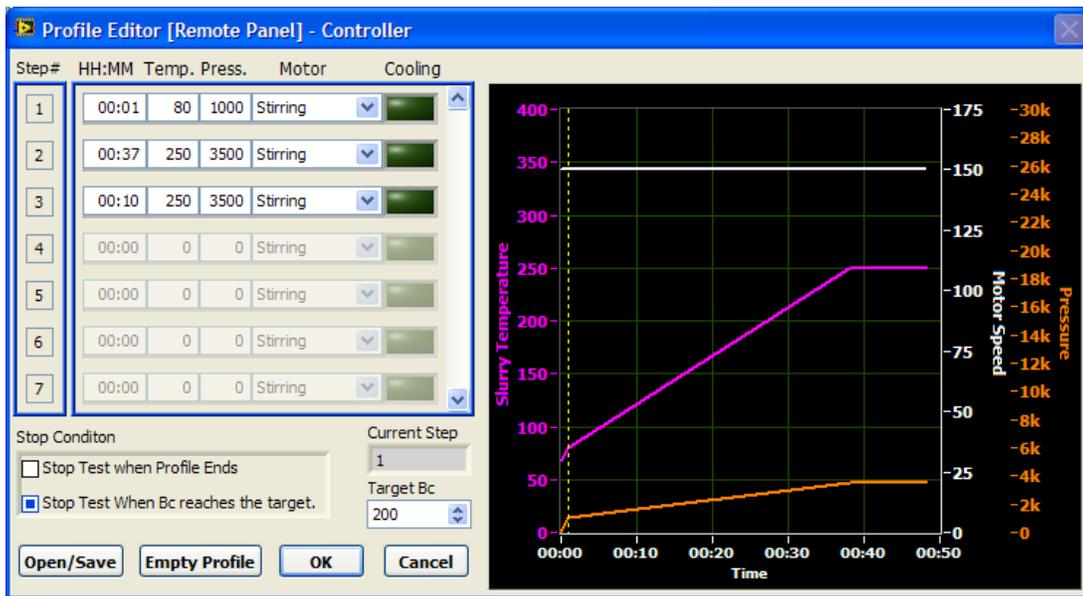 Profile Editor [Remote Panel] - Controller
Step# HH:MM Temp. Press. Motor Cooling
1 00:01 80 1000 Stirring
2 00:37 250 3500 Stirring
3 00:10 250 3500 Stirring
4 00:00 0 0 Stirring
5 00:00 0 0 Stirring
6 00:00 0 0 Stirring
7 00:00 0 0 Stirring
Stop Conditon
Stop Test when Profile Ends
Stop Test When Bc reaches the target.
Current Step
1
Target Bc
200
Open/Save Empty Profile OK Cancel
Slurry Temperature
400
350
300
250
200
150
100
50
0
175
150
125
100
75
50
25
0
Motor Speed
30k
28k
26k
24k
22k
20k
18k
16k
14k
12k
10k
8k
6k
4k
2k
0
Pressure
00:00 00:10 00:20 00:30 00:40 00:50
Time